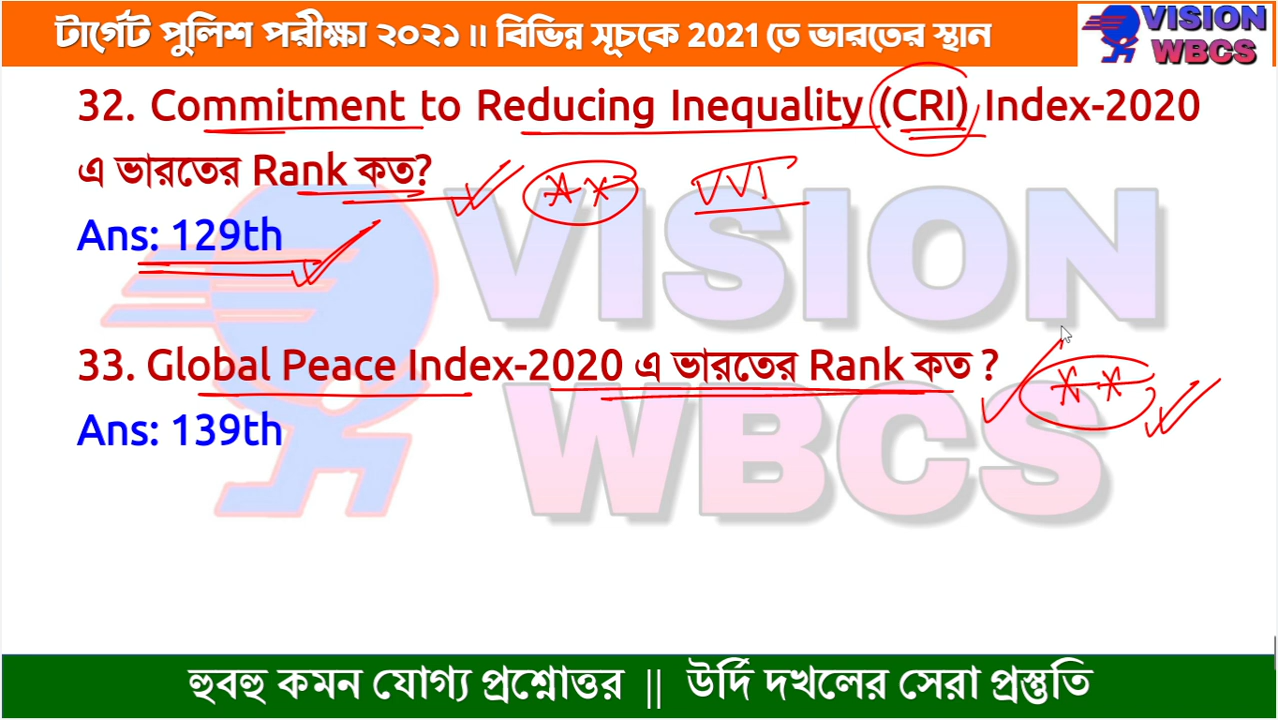 টার্গেট পুলিশ পরীক্ষা ২০২১ ।। বিভিন্ন সূচকে 2021 তে ভারতের স্থান
VISION
WBCS
32. Commitment to Reducing Inequality (CRI) Index-2020
এ ভারতের Rank কত?
VVI
Ans: 129th
VISION
33. Global Peace Index-2020 এ ভারতের Rank কত ?
WBCS
Ans: 139th
হুবহু কমন যোগ্য প্রশ্নোত্তর || উর্দি দখলের সেরা প্রস্তুতি